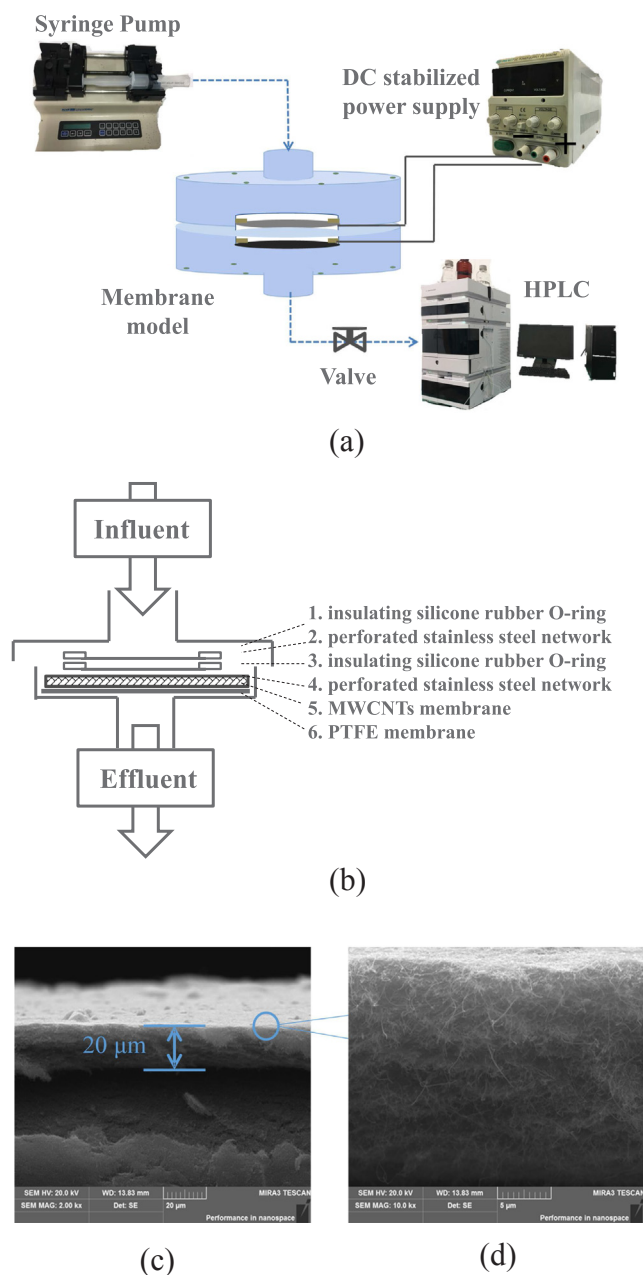 Syringe Pump
DC stabilized
power supply
Membrane
model
HPLC
Valve
(a)
Influent
1. insulating silicone rubber O-ring
2. perforated stainless steel network
3. insulating silicone rubber O-ring
4. perforated stainless steel network
5. MWCNTs membrane
6. PTFE membrane
Effluent
(b)
20 μm
SEM HV: 20.0 kV WD: 13.83 mm MIRA3 TESCAN
SEM MAG: 2.00 kx Det: SE 20 μm
Performance in nanospace
SEM HV: 20.0 kV WD: 13.83 mm MIRA3 TESCAN
SEM MAG: 10.0 kx Det: SE 5 μm
Performance in nanospace
(c)
(d)